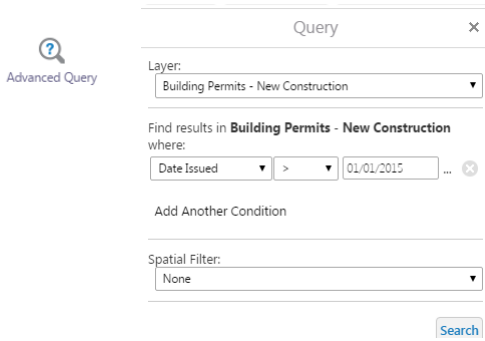 Query
Advanced Query
Layer:
Building Permits - New Construction
Find results in Building Permits - New Construction
where:
Date Issued > 01/01/2015 ...
Add Another Condition
Spatial Filter:
None
Search